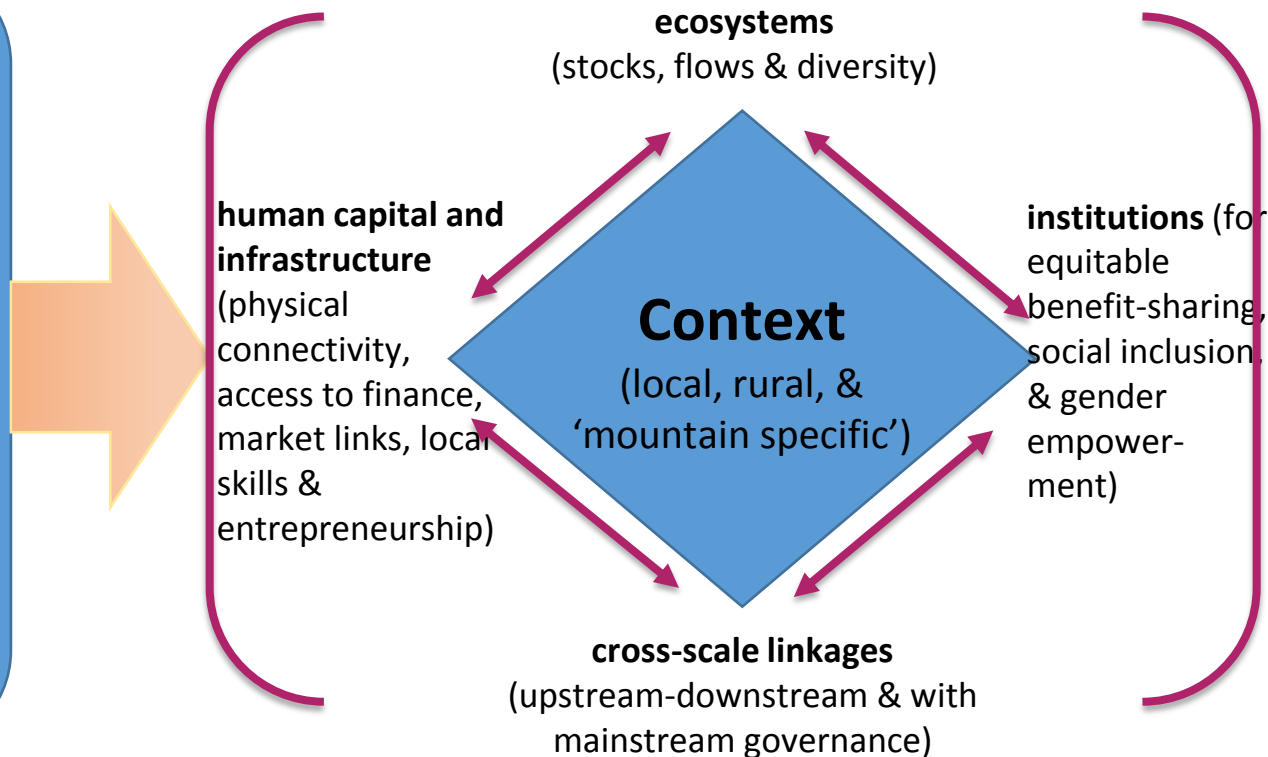 ecosystems
(stocks, flows & diversity)
human capital and
infrastructure
(physical
connectivity,
access to finance,
market links, local
skills &
entrepreneurship)
Context
(local, rural, &
‘mountain specific’)
institutions (for
equitable
benefit-sharing,
social inclusion,
& gender
empower-
ment)
cross-scale linkages
(upstream-downstream & with
mainstream governance)